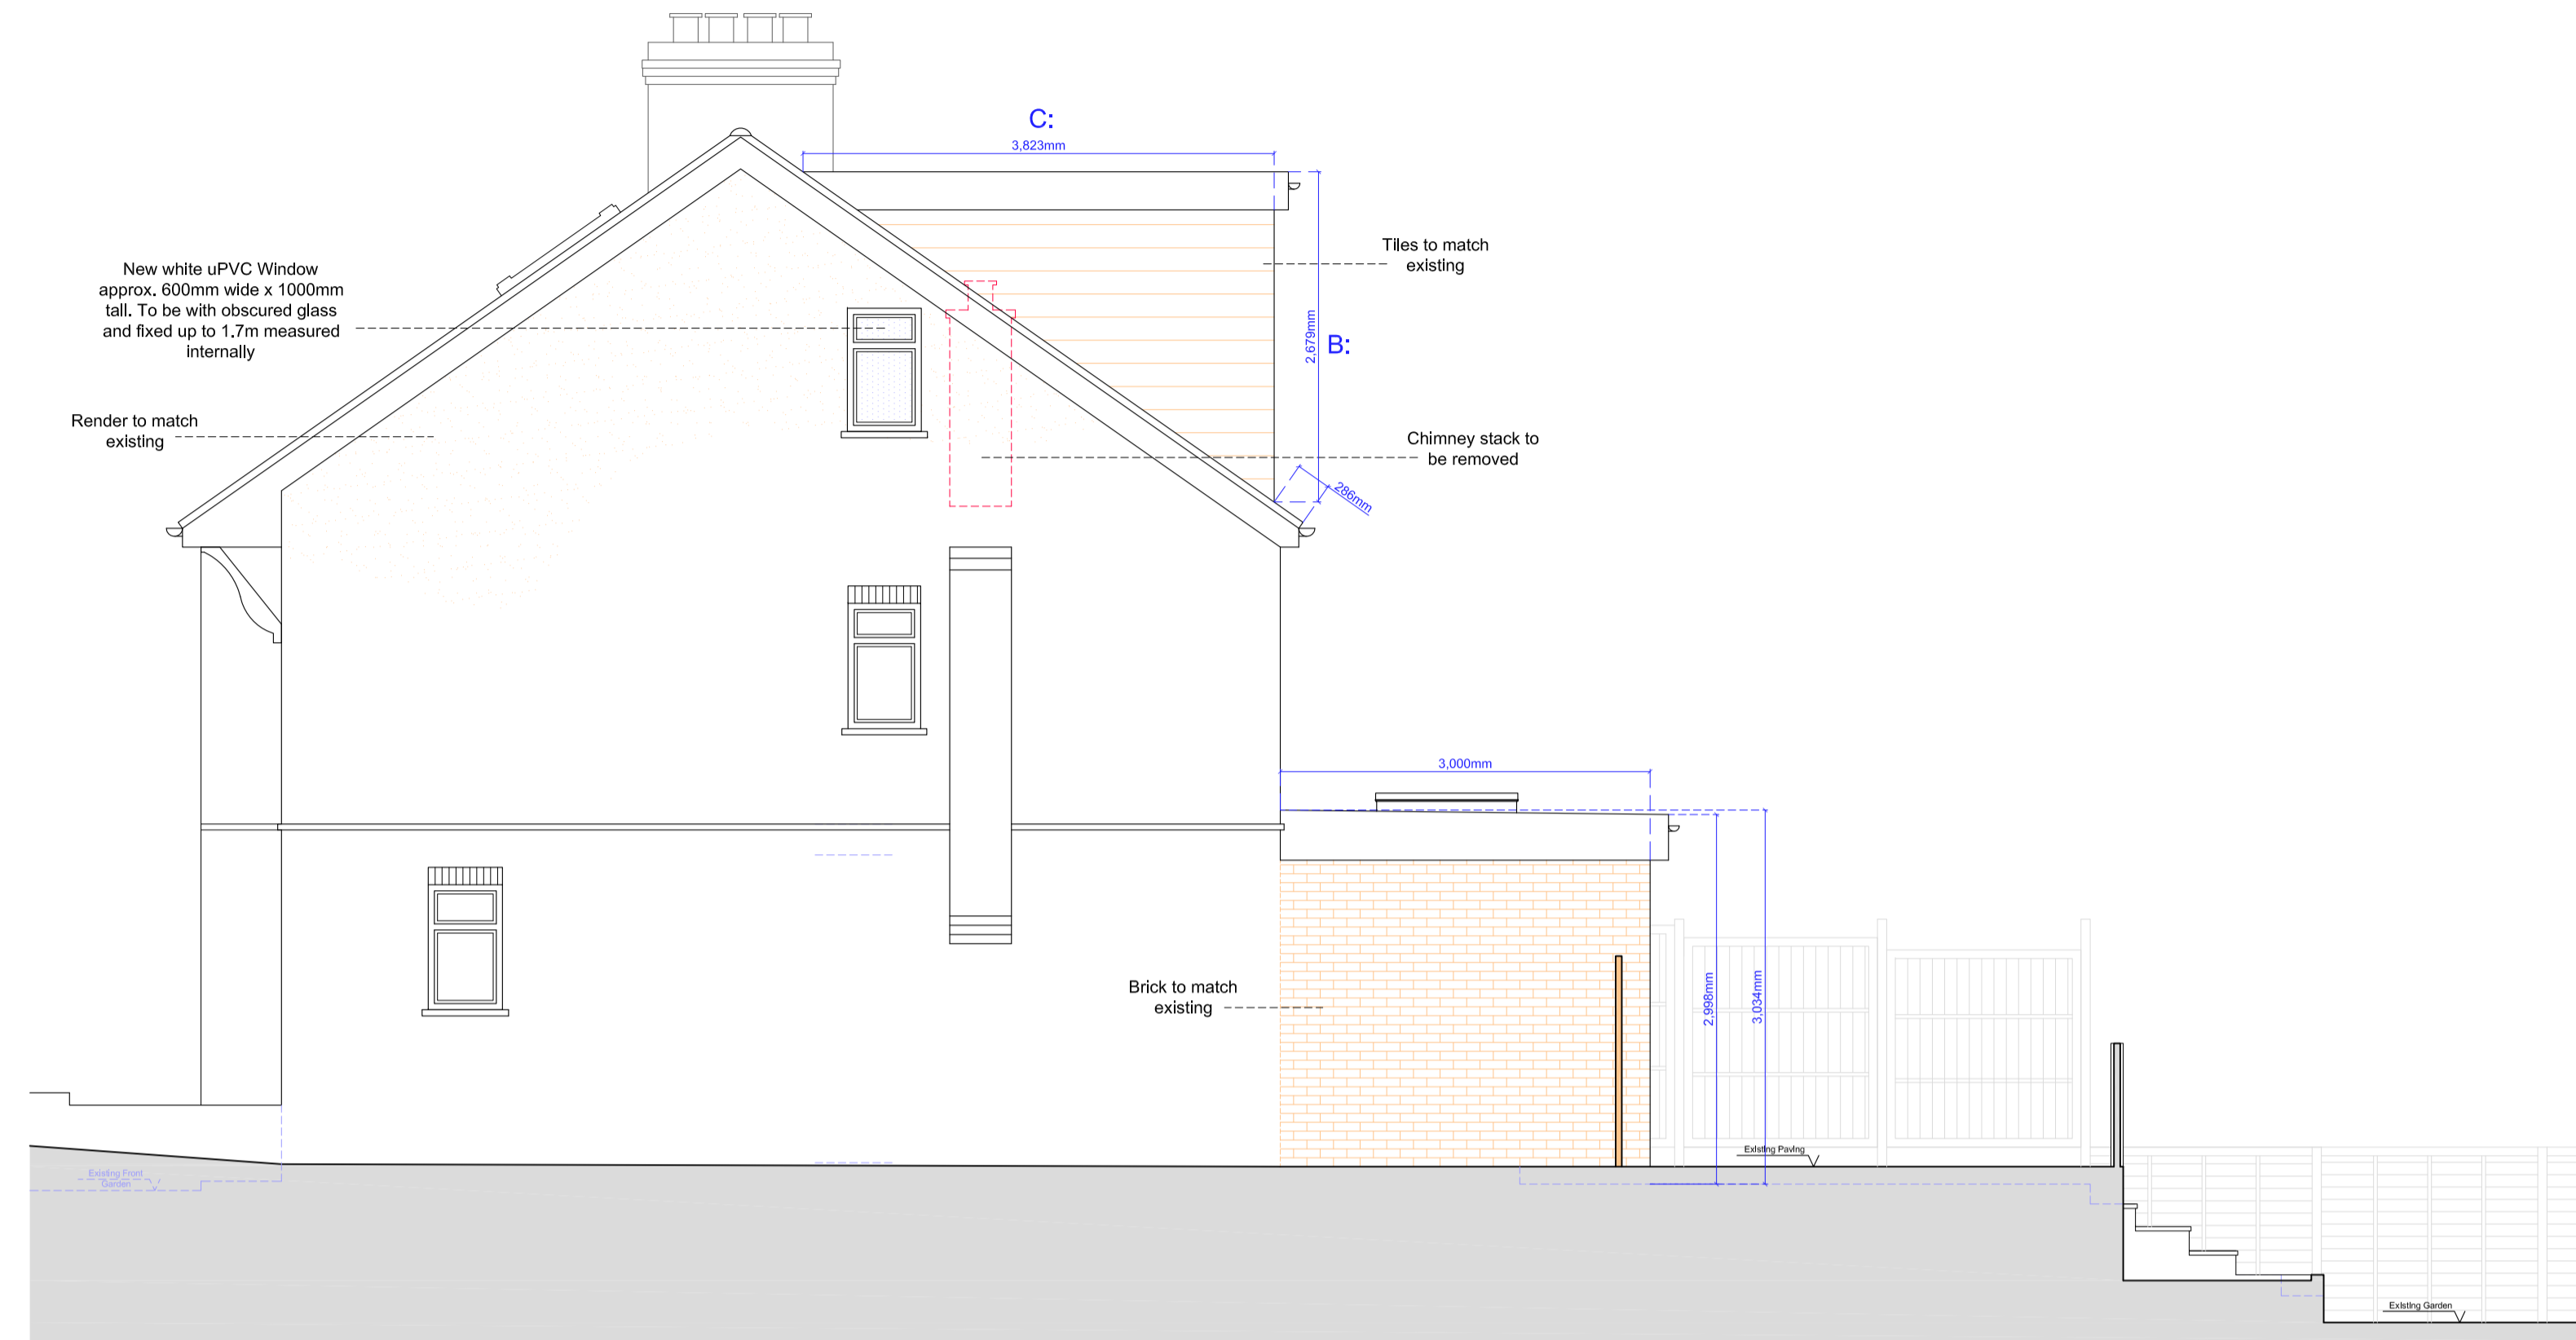 C:
3,823mm
Tiles to match
existing
New white uPVC Window
approx. 600mm wide x 1000mm
tall. To be with obscured glass
and fixed up to 1.7m measured
internally
2,679mm
B:
Render to match
existing
Chimney stack to
be removed
286mm
3,000mm
Brick to match
existing
2,998mm
3,034mm
Existing Paving
Existing Front
Garden
Existing Garden